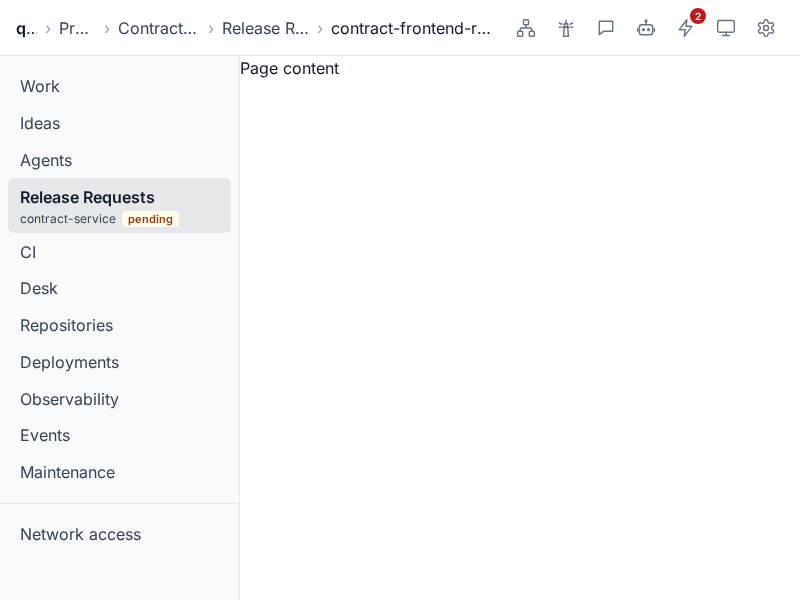 q... › Pr... › Contract... › Release R... › contract-frontend-r... 2
Work
Ideas
Agents
Release Requests
contract-service pending
CI
Desk
Repositories
Deployments
Observability
Events
Maintenance
Network access
Page content